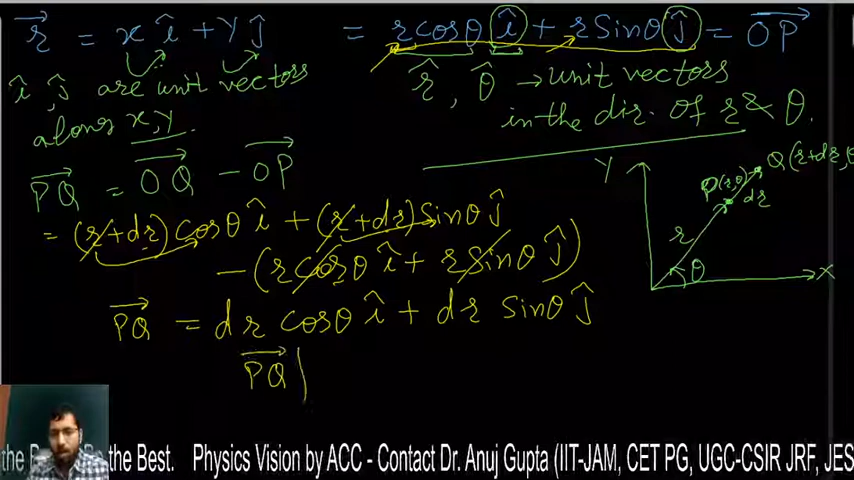 r⃗ = x î + Y ĵ = r cosθ î + r Sinθ ĵ = OP⃗
î, ĵ are unit vectors
along x, Y
r̂, θ̂ → unit vectors
in the dir. of r & θ.
PQ⃗ = OQ⃗ − OP⃗
= (r+dr) cosθ î + (r+dr) Sinθ ĵ
−(r cosθ î + r Sinθ ĵ)
PQ⃗ = dr cosθ î + dr Sinθ ĵ
PQ⃗ |
Y
P(r,θ)
Q(r+dr, θ
dr
r
θ
X
the Best. Physics Vision by ACC - Contact Dr. Anuj Gupta (IIT-JAM, CET PG, UGC-CSIR JRF, JES